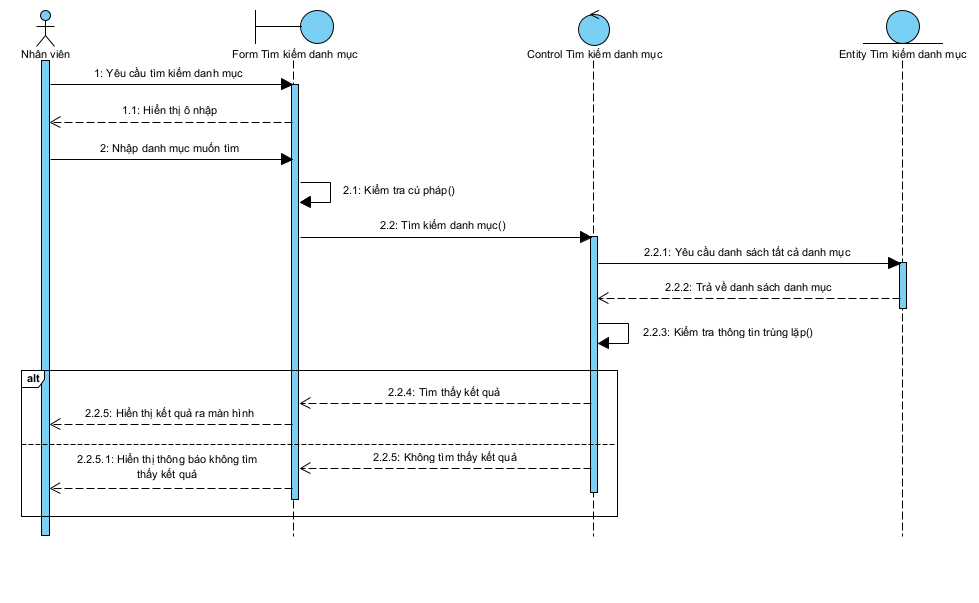 Nhân viên
Form Tìm kiếm danh mục
Control Tìm kiếm danh mục
Entity Tìm kiếm danh mục
1: Yêu cầu tìm kiếm danh mục
1.1: Hiển thị ô nhập
2: Nhập danh mục muốn tìm
2.1: Kiểm tra cú pháp()
2.2: Tìm kiếm danh mục()
2.2.1: Yêu cầu danh sách tất cả danh mục
2.2.2: Trả về danh sách danh mục
2.2.3: Kiểm tra thông tin trùng lặp()
alt
2.2.4: Tìm thấy kết quả
2.2.5: Hiển thị kết quả ra màn hình
2.2.5: Không tìm thấy kết quả
2.2.5.1: Hiển thị thông báo không tìm
thấy kết quả